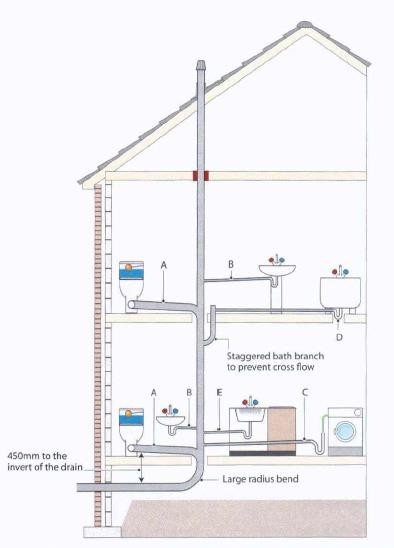 A
B
D
Staggered bath branch
to prevent cross flow
A
B
E
C
450mm to the
invert of the drain
Large radius bend